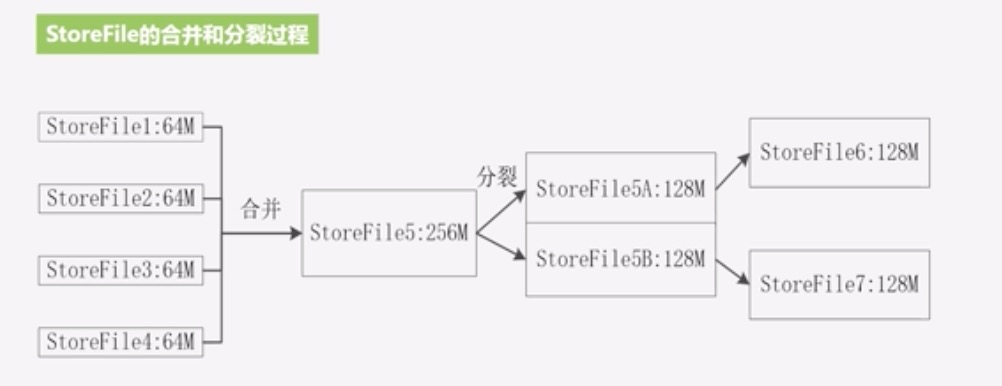 StoreFile的合并和分裂过程
StoreFile1:64M
StoreFile2:64M
StoreFile3:64M
StoreFile4:64M
合并
StoreFile5:256M
分裂
StoreFile5A:128M
StoreFile5B:128M
StoreFile6:128M
StoreFile7:128M